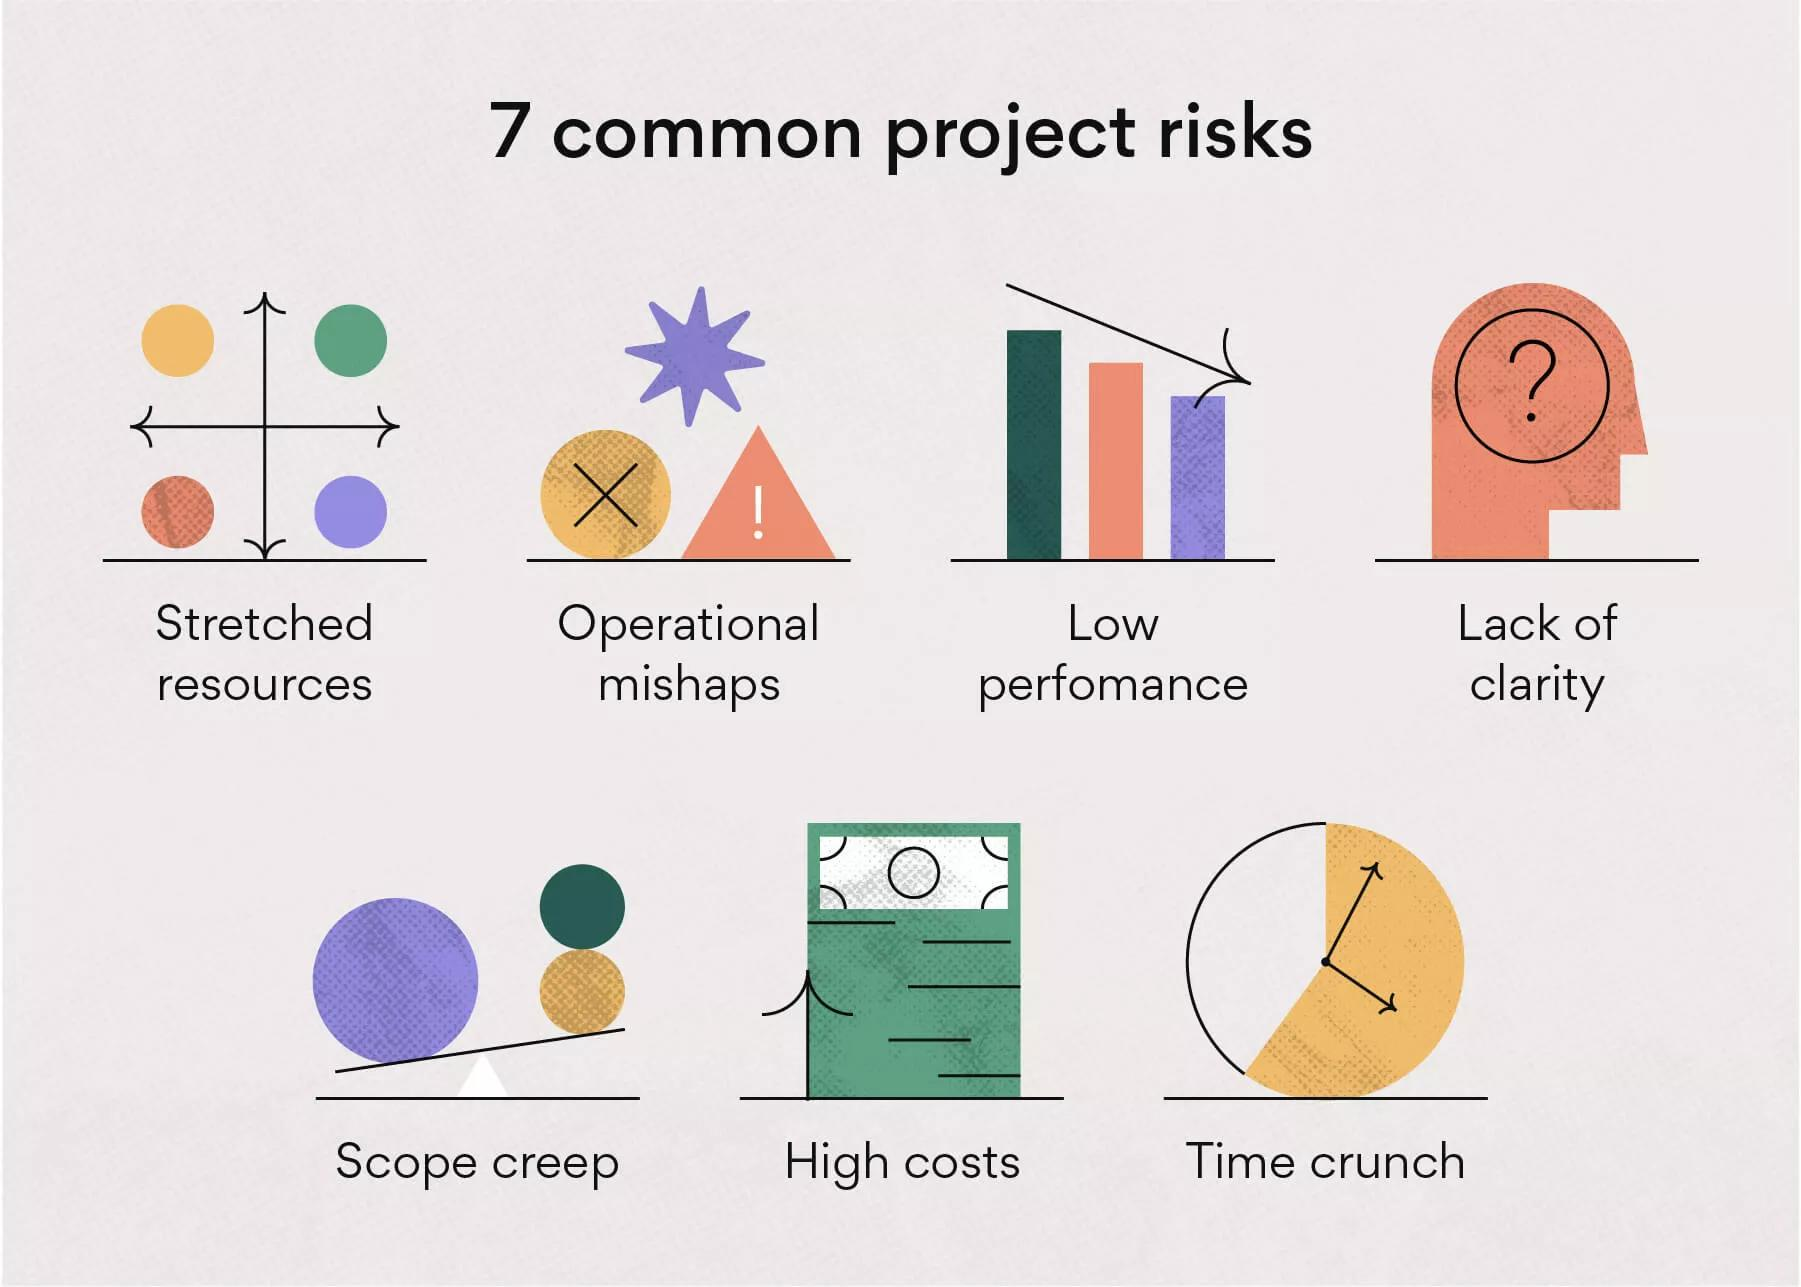 7 common project risks
Stretched
resources
Operational
mishaps
!
Low
perfomance
?
Lack of
clarity
Scope creep
High costs
Time crunch